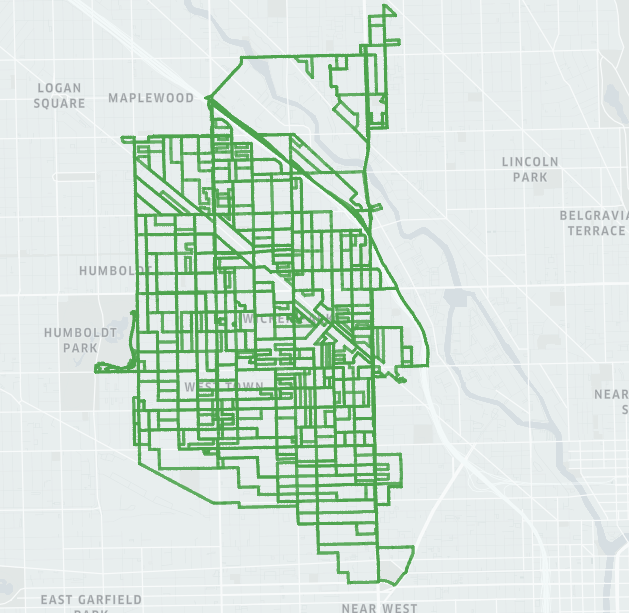 LOGAN
SQUARE
MAPLEWOOD
LINCOLN
PARK
BELGRAVIA
TERRACE
HUMBOLDT
HUMBOLDT
PARK
WICKER PARK
WEST TOWN
NEAR
S
EAST GARFIELD
PARK
NEAR WEST